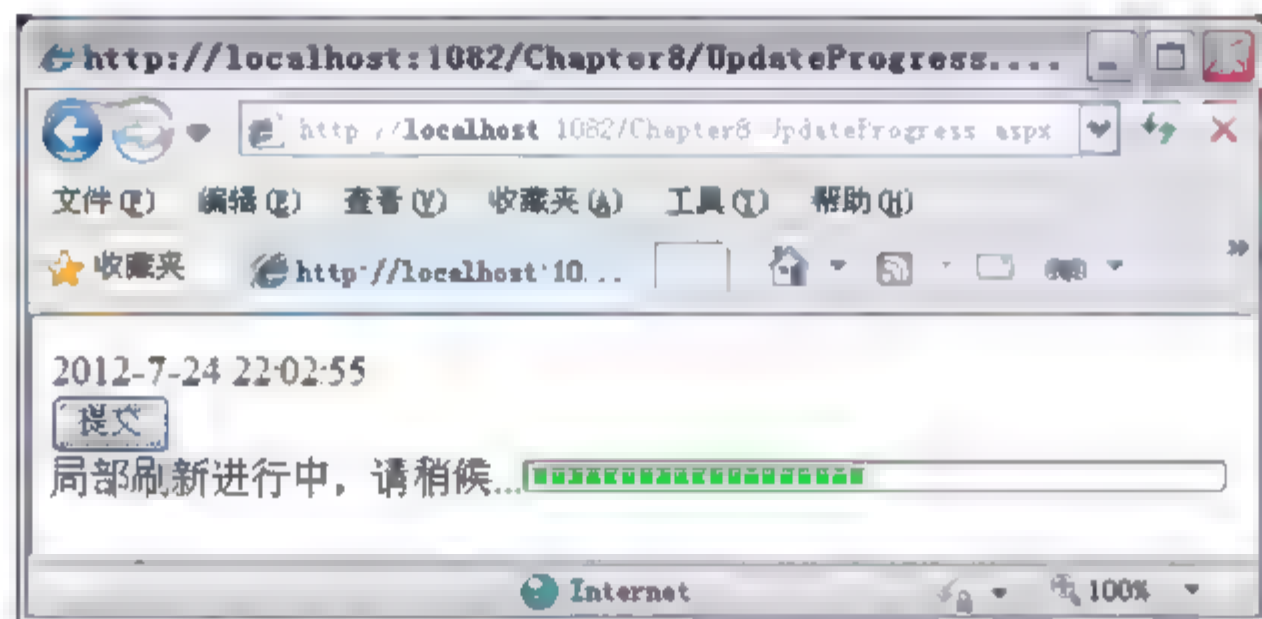 http://localhost:1082/Chapter8/UpdateProgress....
http://localhost:1082/Chapter8/UpdateProgress.aspx
文件(F) 编辑(E) 查看(V) 收藏夹(A) 工具(T) 帮助(H)
收藏夹 http://localhost:10... »
2012-7-24 22:02:55
提交
局部刷新进行中，请稍候...
Internet 100%